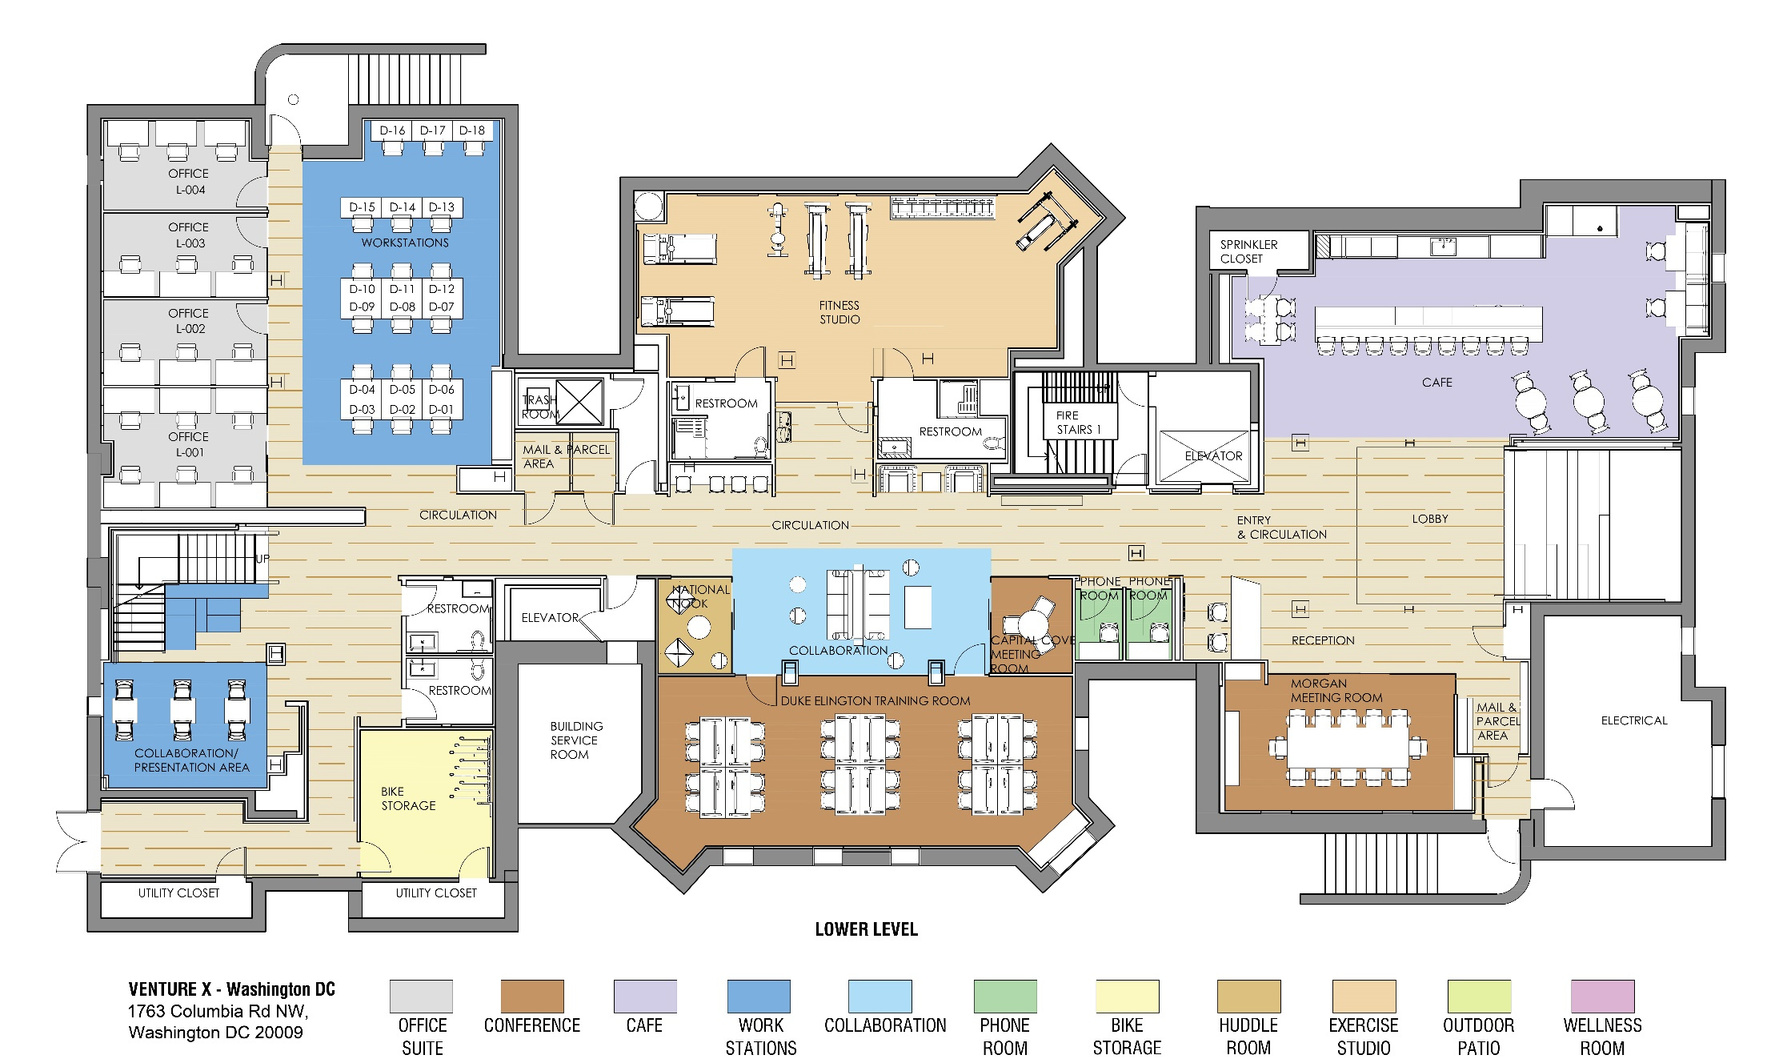 D-16 D-17 D-18
OFFICE
L-004
D-15 D-14 D-13
OFFICE
L-003
WORKSTATIONS
SPRINKLER
CLOSET
D-10 D-11 D-12
D-09 D-08 D-07
OFFICE
L-002
FITNESS
STUDIO
D-04 D-05 D-06
D-03 D-02 D-01
CAFE
TRASH
ROOM
RESTROOM
FIRE
STAIRS 1
RESTROOM
OFFICE
L-001
MAIL & PARCEL
AREA
ELEVATOR
CIRCULATION
CIRCULATION
ENTRY
& CIRCULATION
LOBBY
UP
NATIONAL
NOOK
PHONE
ROOM
PHONE
ROOM
RESTROOM
ELEVATOR
COLLABORATION
CAPITAL COVE
MEETING
ROOM
RECEPTION
RESTROOM
DUKE ELINGTON TRAINING ROOM
MORGAN
MEETING ROOM
MAIL &
PARCEL
AREA
ELECTRICAL
BUILDING
SERVICE
ROOM
COLLABORATION/
PRESENTATION AREA
BIKE
STORAGE
UTILITY CLOSET
UTILITY CLOSET
LOWER LEVEL
VENTURE X - Washington DC
1763 Columbia Rd NW,
Washington DC 20009
OFFICE
SUITE
CONFERENCE
CAFE
WORK
STATIONS
COLLABORATION
PHONE
ROOM
BIKE
STORAGE
HUDDLE
ROOM
EXERCISE
STUDIO
OUTDOOR
PATIO
WELLNESS
ROOM